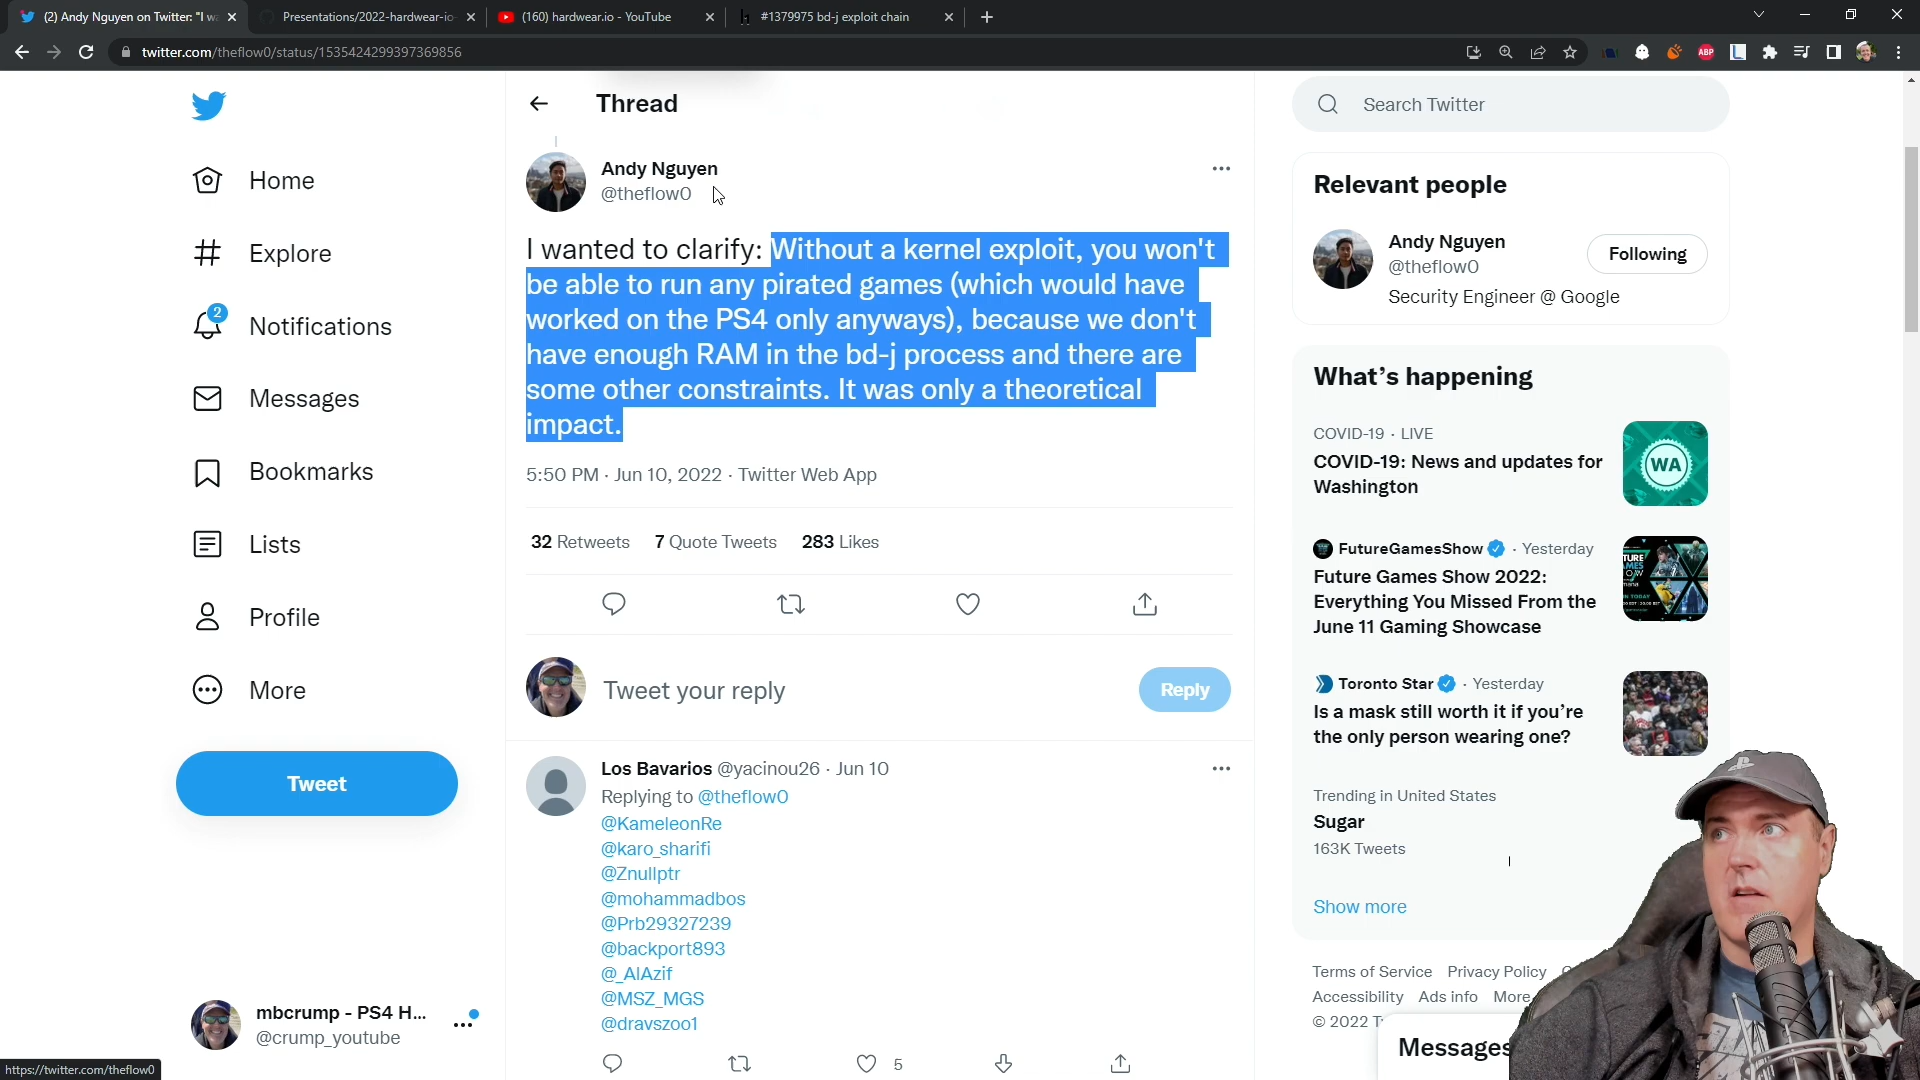 (2) Andy Nguyen on Twitter: "I wa
Presentations/2022-hardwear-io-
(160) hardwear.io - YouTube
#1379975 bd-j exploit chain
twitter.com/theflow0/status/1535424299397369856
ABP
Home
Explore
2
Notifications
Messages
Bookmarks
Lists
Profile
More
Tweet
mbcrump - PS4 H...
@crump_youtube
https://twitter.com/theflow0
Thread
Andy Nguyen
@theflow0
I wanted to clarify: Without a kernel exploit, you won't
be able to run any pirated games (which would have
worked on the PS4 only anyways), because we don't
have enough RAM in the bd-j process and there are
some other constraints. It was only a theoretical
impact.
5:50 PM · Jun 10, 2022 · Twitter Web App
32 Retweets 7 Quote Tweets 283 Likes
Tweet your reply
Reply
Los Bavarios @yacinou26 · Jun 10
Replying to @theflow0
@KameleonRe
@karo_sharifi
@Znullptr
@mohammadbos
@Prb29327239
@backport893
@_AlAzif
@MSZ_MGS
@dravszoo1
5
Search Twitter
Relevant people
Andy Nguyen
@theflow0
Following
Security Engineer @ Google
What's happening
COVID-19 · LIVE
COVID-19: News and updates for
Washington
WA
FutureGamesShow · Yesterday
Future Games Show 2022:
Everything You Missed From the
June 11 Gaming Showcase
Toronto Star · Yesterday
Is a mask still worth it if you're
the only person wearing one?
Trending in United States
Sugar
163K Tweets
Show more
Terms of Service Privacy Policy
Accessibility Ads info More
© 2022
Messages